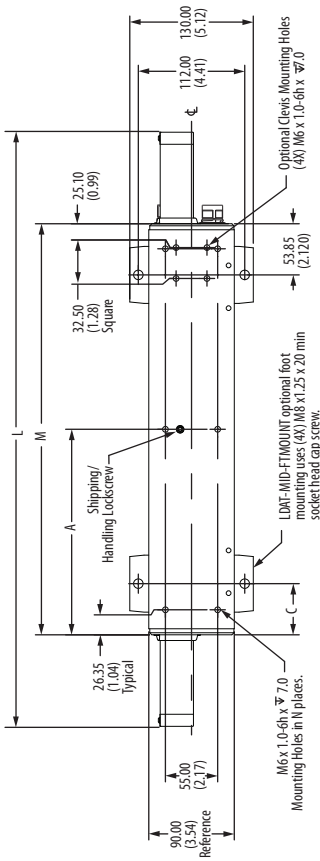 L
M
A
25.10
(0.99)
130.00
(5.12)
112.00
(4.41)
32.50
(1.28)
Square
Shipping/
Handling Lockscrew
26.35
(1.04)
Typical
55.00
(2.17)
90.00
(3.54)
Reference
C
℄
Optional Clevis Mounting Holes
(4X) M6 x 1.0-6h x ↧7.0
53.85
(2.120)
LDAT-MID-FTMOUNT optional foot
mounting uses (4X) M8 x1.25 x 20 min
socket head cap screw.
M6 x 1.0-6h x ↧ 7.0
Mounting Holes in N places.